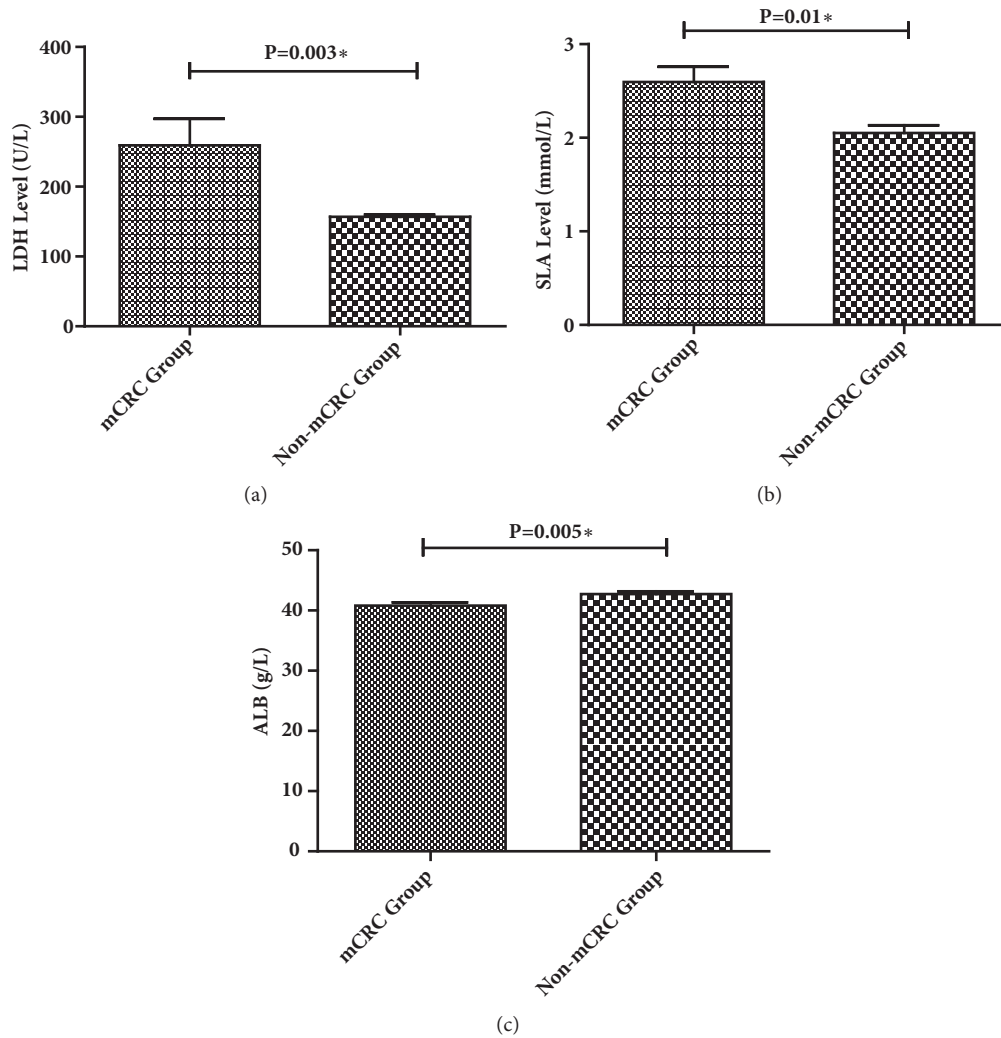 P=0.003*
400
300
200
100
0
LDH Level (U/L)
mCRC Group
Non-mCRC Group
(a)
P=0.01*
3
2
1
0
SLA Level (mmol/L)
mCRC Group
Non-mCRC Group
(b)
P=0.005*
50
40
30
20
10
0
ALB (g/L)
mCRC Group
Non-mCRC Group
(c)